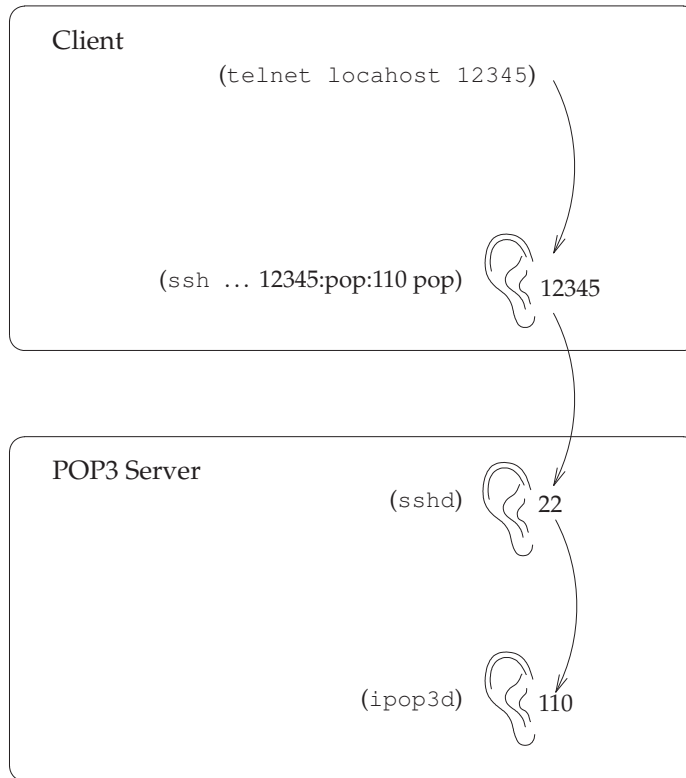 Client
(telnet locahost 12345)
(ssh ... 12345:pop:110 pop)
12345
POP3 Server
(sshd)
22
(ipop3d)
110